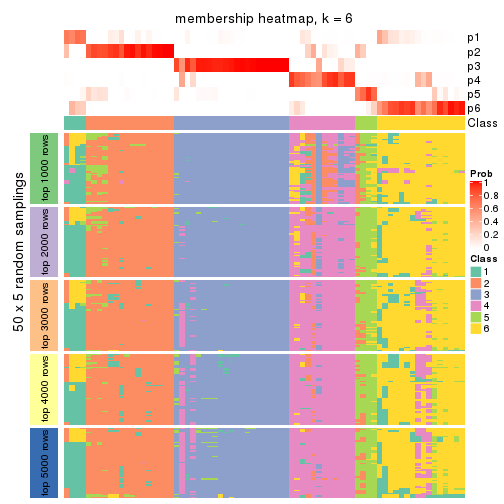 membership heatmap, k = 6
p1
p2
p3
p4
p5
p6
Class
50 x 5 random samplings
top 1000 rows
top 2000 rows
top 3000 rows
top 4000 rows
top 5000 rows
Prob
1
0.8
0.6
0.4
0.2
0
Class
1
2
3
4
5
6